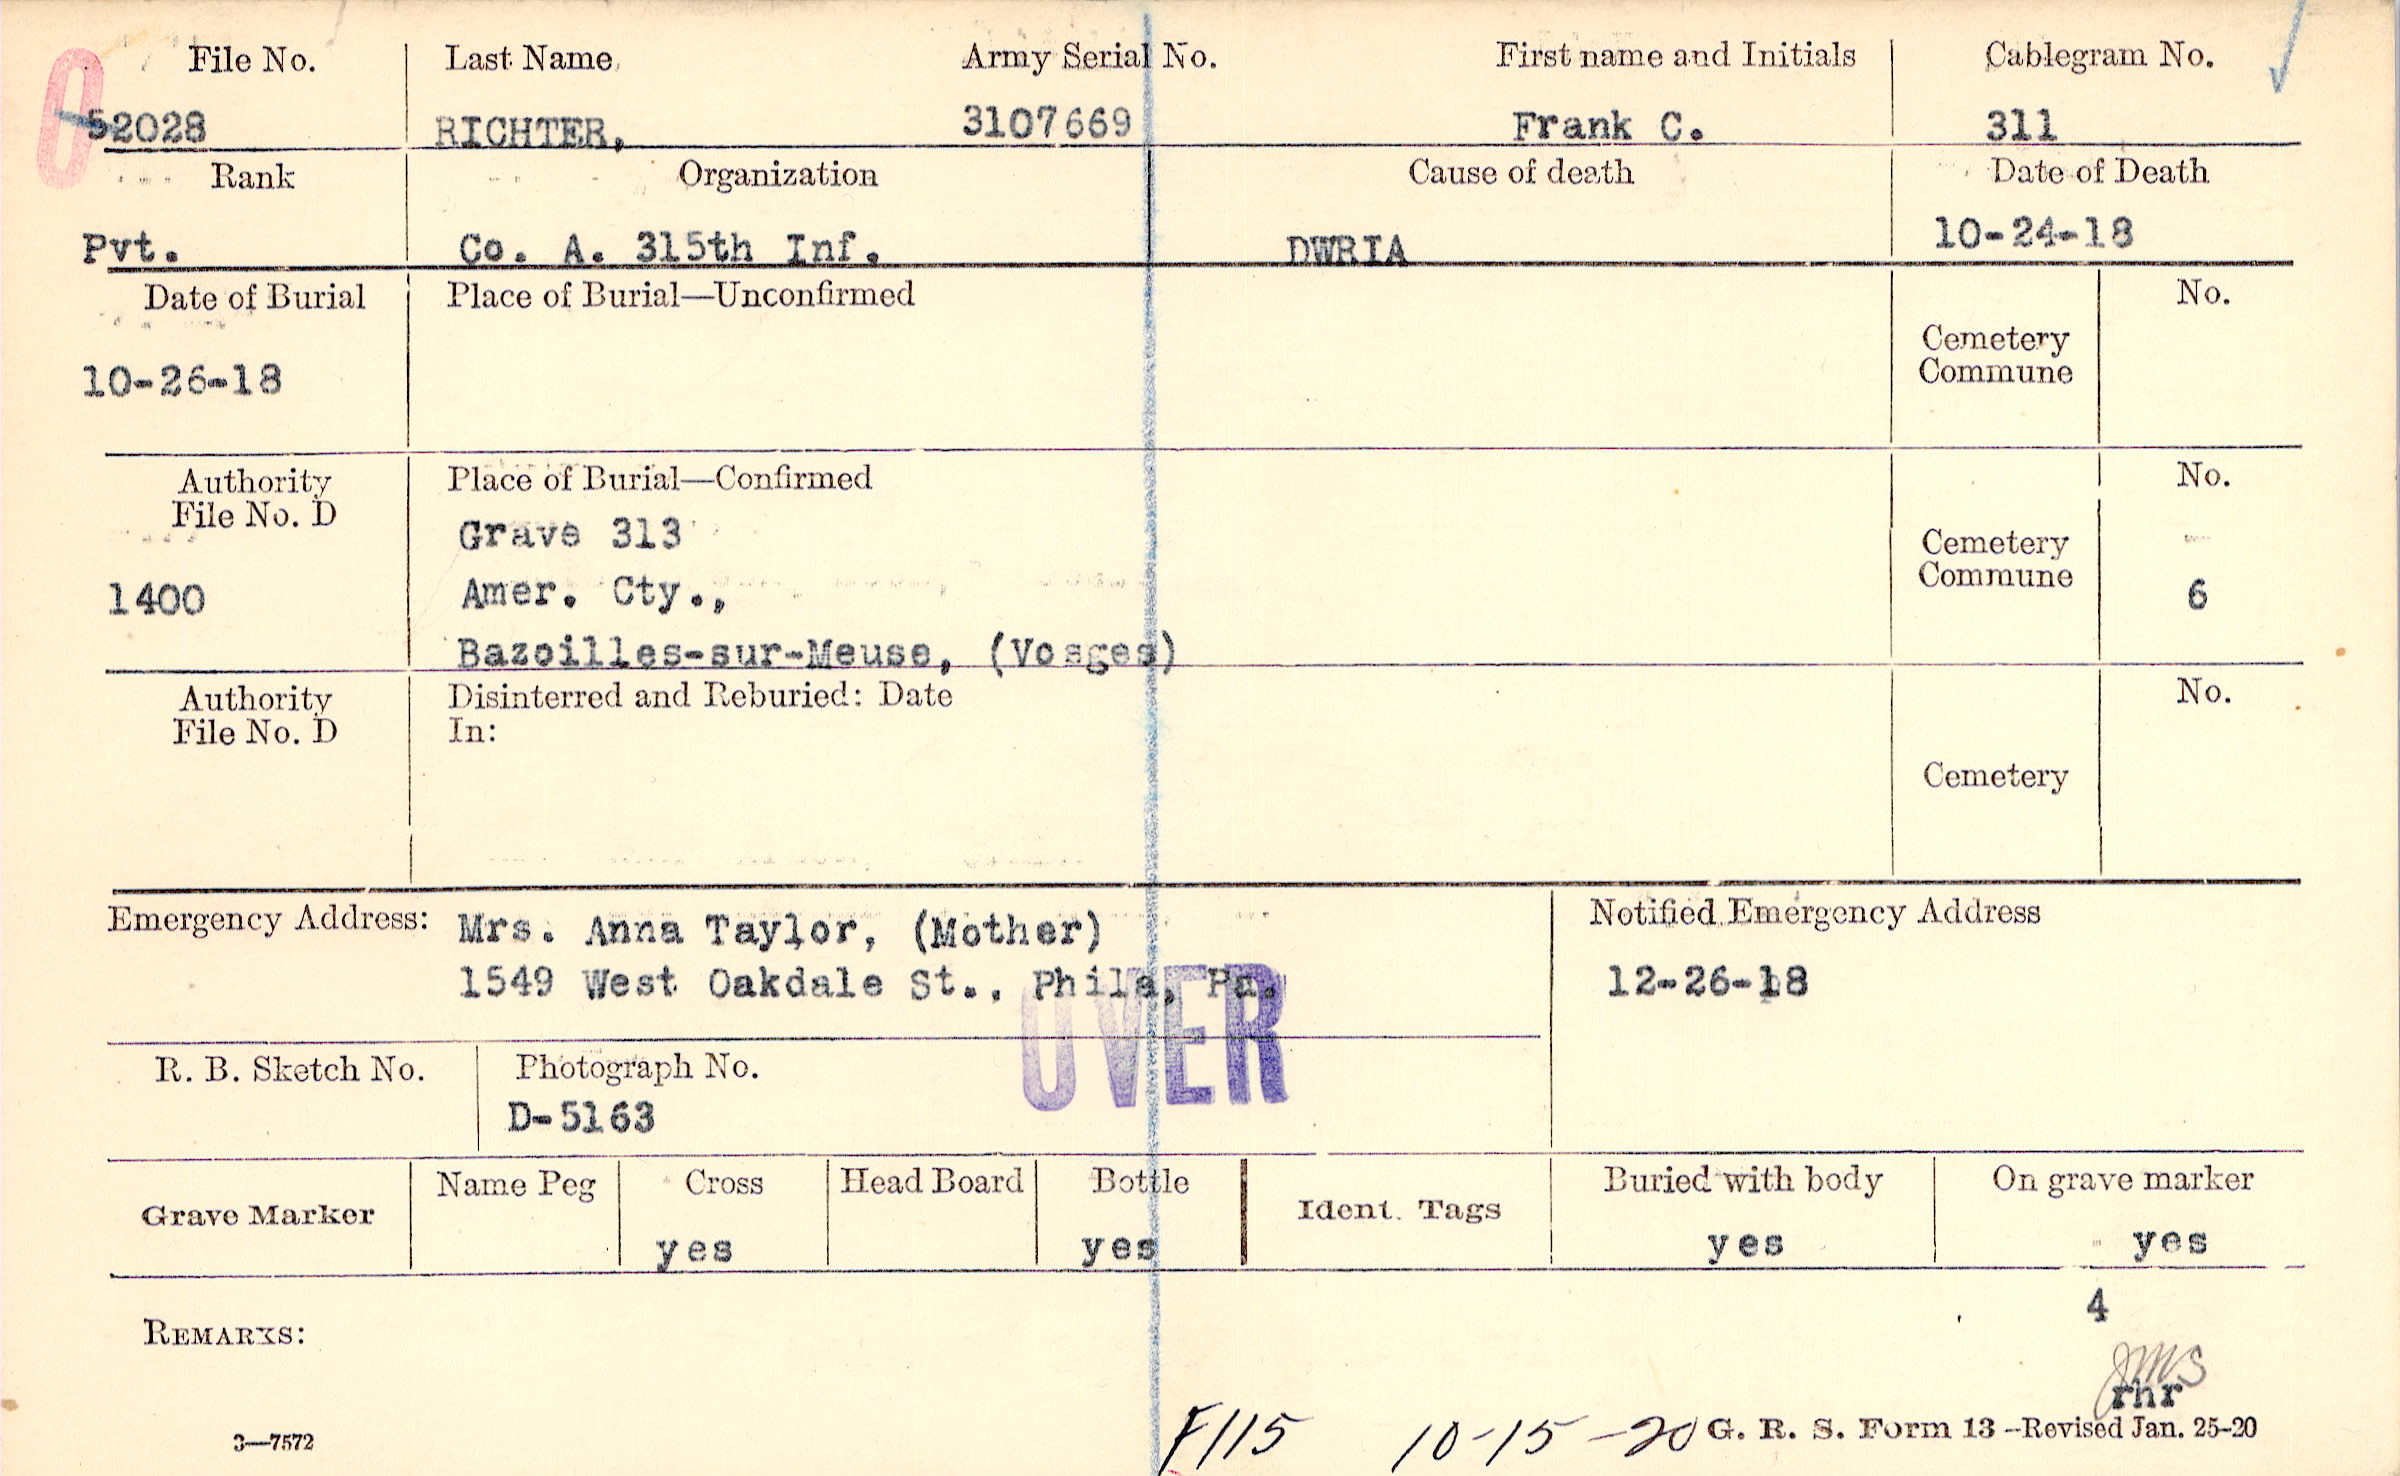 File No. Last Name Army Serial No. First name and Initials Cablegram No.
52028 RICHTER, 3107669 Frank C. 311
Rank Organization Cause of death Date of Death
Pvt. Co. A. 315th Inf. DWRIA 10-24-18
Date of Burial Place of Burial—Unconfirmed No.
Cemetery
Commune
10-26-18
Authority Place of Burial—Confirmed No.
File No. D
Grave 313
Cemetery
Commune
1400 Amer. Cty., 6
Bazoilles-sur-Meuse, (Vosges)
Authority Disinterred and Reburied: Date No.
File No. D In:
Cemetery
Emergency Address: Mrs. Anna Taylor, (Mother) Notified Emergency Address
1549 West Oakdale St., Phila, Pa. 12-26-18
OVER
R. B. Sketch No. Photograph No.
D-5163
Grave Marker Name Peg Cross Head Board Bottle Ident. Tags Buried with body On grave marker
yes yes yes yes
4
REMARKS:
JMS
rhr
3—7572 F115 10-15-20 G. R. S. Form 13—Revised Jan. 25-20